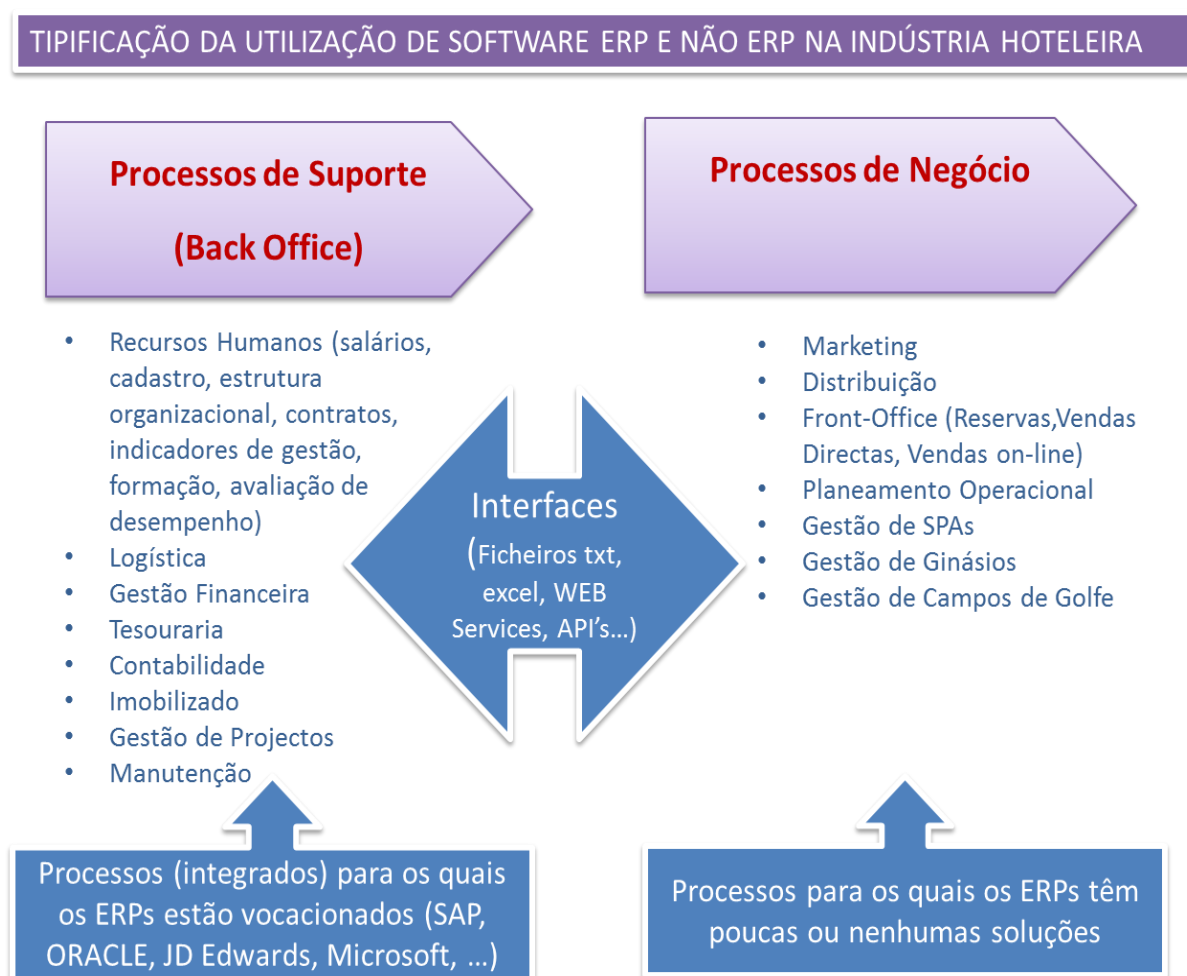 TIPIFICAÇÃO DA UTILIZAÇÃO DE SOFTWARE ERP E NÃO ERP NA INDÚSTRIA HOTELEIRA
Processos de Suporte
(Back Office)
• Recursos Humanos (salários,
cadastro, estrutura
organizacional, contratos,
indicadores de gestão,
formação, avaliação de
desempenho)
• Logística
• Gestão Financeira
• Tesouraria
• Contabilidade
• Imobilizado
• Gestão de Projectos
• Manutenção
Processos (integrados) para os quais
os ERPs estão vocacionados (SAP,
ORACLE, JD Edwards, Microsoft, ...)
Interfaces
(Ficheiros txt,
excel, WEB
Services, API’s...)
Processos de Negócio
• Marketing
• Distribuição
• Front-Office (Reservas,Vendas
Directas, Vendas on-line)
• Planeamento Operacional
• Gestão de SPAs
• Gestão de Ginásios
• Gestão de Campos de Golfe
Processos para os quais os ERPs têm
poucas ou nenhumas soluções